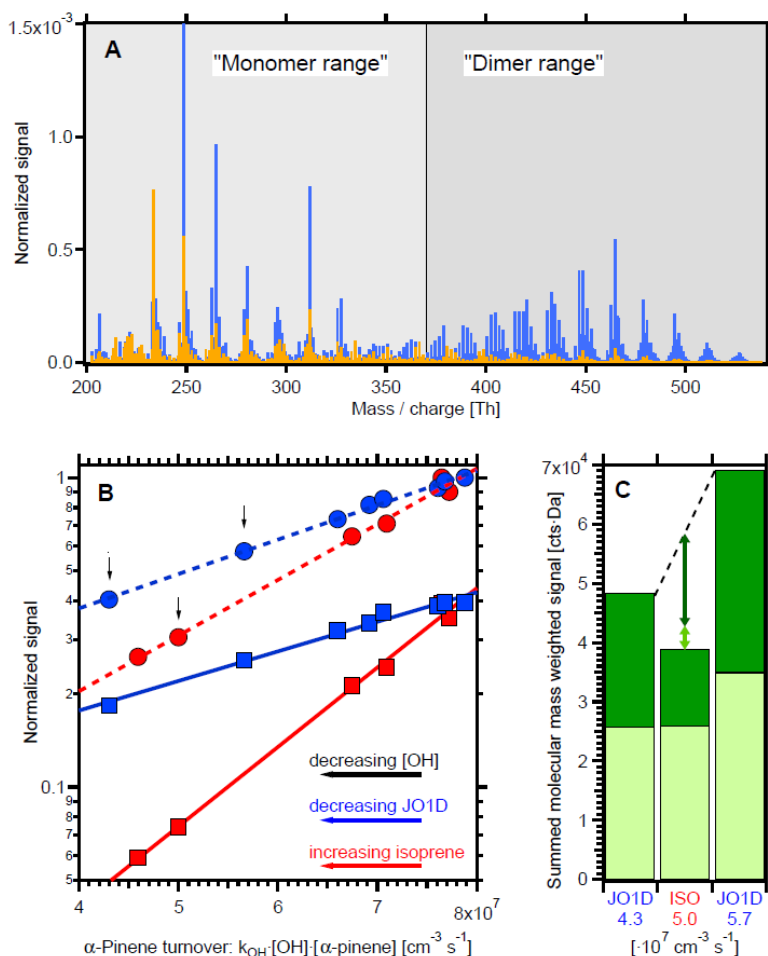 1.5x10⁻³
A
"Monomer range"
"Dimer range"
1.0
0.5
0.0
Normalized signal
200
250
300
350
400
450
500
Mass / charge [Th]
B
1
9
8
7
6
5
4
3
2
0.1
9
8
7
6
5
Normalized signal
decreasing [OH]
decreasing JO1D
increasing isoprene
4
5
6
7
8x10⁷
α-Pinene turnover: kOH·[OH]·[α-pinene] [cm⁻³ s⁻¹]
C
7x10⁴
6
5
4
3
2
1
0
Summed molecular mass weighted signal [cts·Da]
JO1D ISO JO1D
4.3 5.0 5.7
[·10⁷ cm⁻³ s⁻¹]